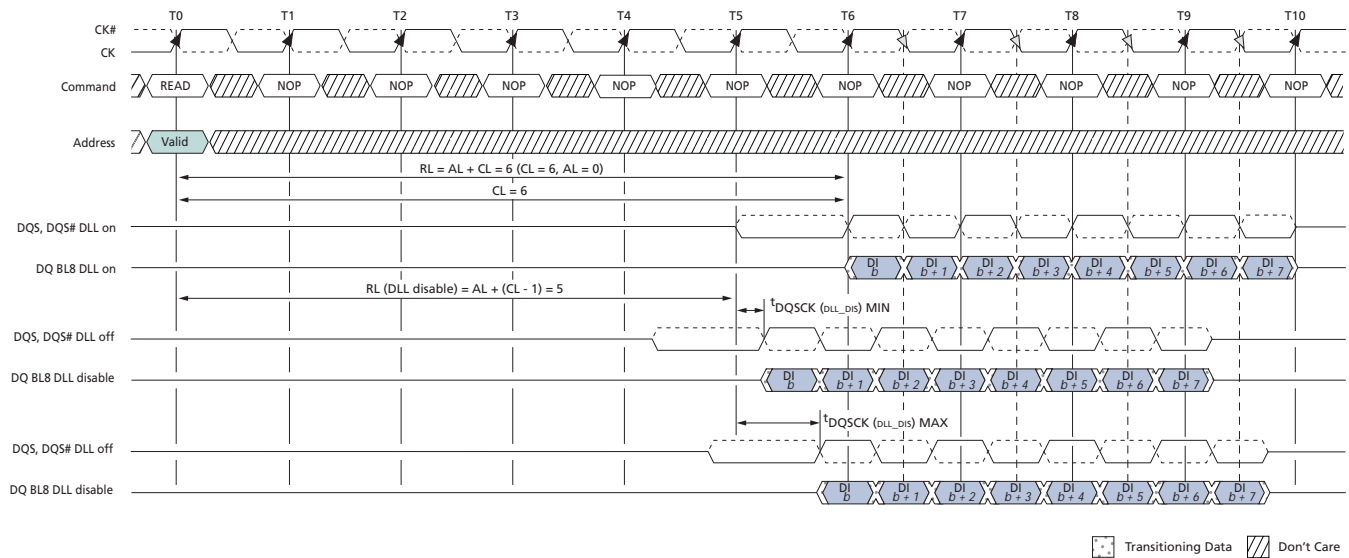 T0 T1 T2 T3 T4 T5 T6 T7 T8 T9 T10
CK#
CK
Command READ NOP NOP NOP NOP NOP NOP NOP NOP NOP NOP
Address Valid
RL = AL + CL = 6 (CL = 6, AL = 0)
CL = 6
DQS, DQS# DLL on
DQ BL8 DLL on DI b DI b + 1 DI b + 2 DI b + 3 DI b + 4 DI b + 5 DI b + 6 DI b + 7
RL (DLL disable) = AL + (CL - 1) = 5
tDQSCK (DLL_DIS) MIN
DQS, DQS# DLL off
DQ BL8 DLL disable DI b DI b + 1 DI b + 2 DI b + 3 DI b + 4 DI b + 5 DI b + 6 DI b + 7
tDQSCK (DLL_DIS) MAX
DQS, DQS# DLL off
DQ BL8 DLL disable DI b DI b + 1 DI b + 2 DI b + 3 DI b + 4 DI b + 5 DI b + 6 DI b + 7
Transitioning Data Don't Care